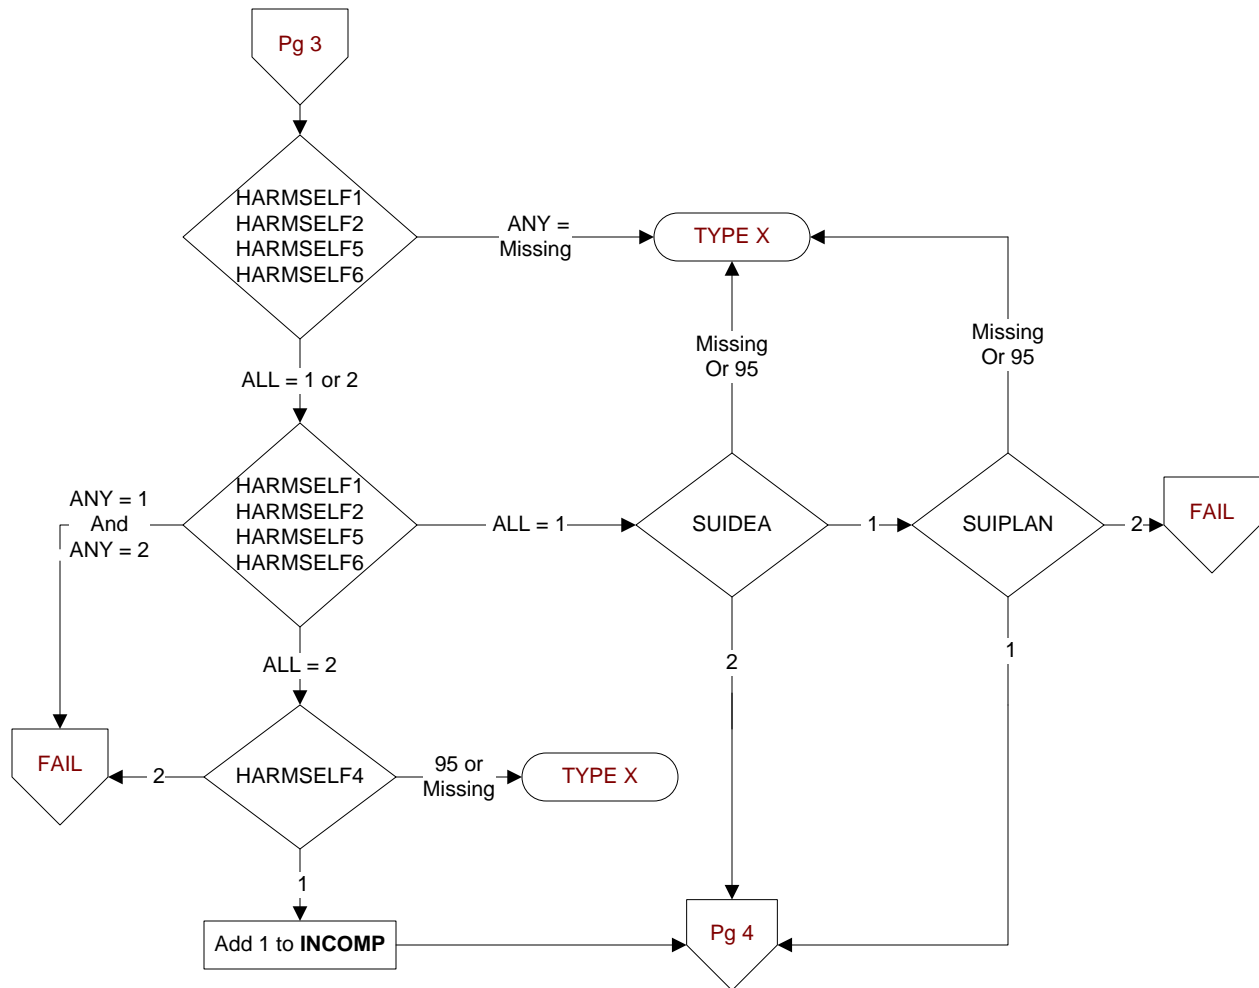 Pg 3
HARMSELF1
HARMSELF2
HARMSELF5
HARMSELF6
ANY =
Missing
TYPE X
ALL = 1 or 2
Missing
Or 95
Missing
Or 95
ANY = 1
And
ANY = 2
HARMSELF1
HARMSELF2
HARMSELF5
HARMSELF6
ALL = 1
SUIDEA
1
SUIPLAN
2
FAIL
ALL = 2
2
1
FAIL
2
HARMSELF4
95 or
Missing
TYPE X
1
Add 1 to INCOMP
Pg 4